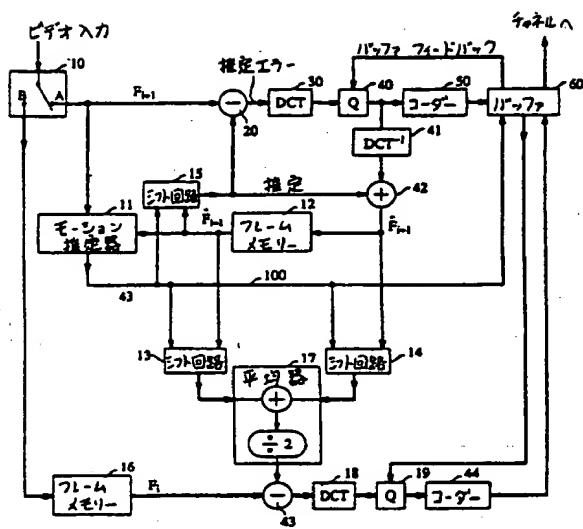 ビデオ入力
チャネルへ
推定エラー
バッファ フィードバック
10
B
A
F_{i+1}
−
20
30
DCT
40
Q
50
コーダー
60
バッファ
41
DCT⁻¹
15
シフト回路
推定
+
42
11
モーション
推定器
12
フレーム
メモリー
43
100
13
シフト回路
14
シフト回路
17
平均器
+
÷2
16
フレーム
メモリー
F_i
−
43
18
DCT
19
Q
44
コーダー